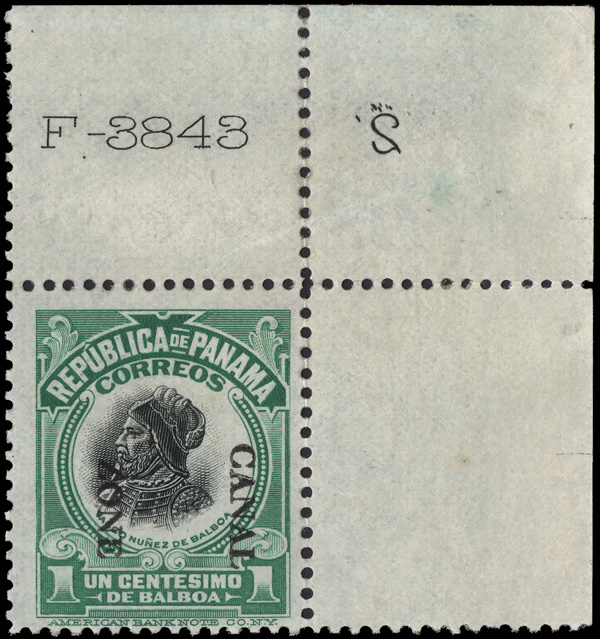 F-3843
2
REPÚBLICA DE PANAMA
CORREOS
CANAL
ZONE
NUÑEZ DE BALBOA
1 UN CENTESIMO 1
DE BALBOA
AMERICAN BANK NOTE CO. N.Y.